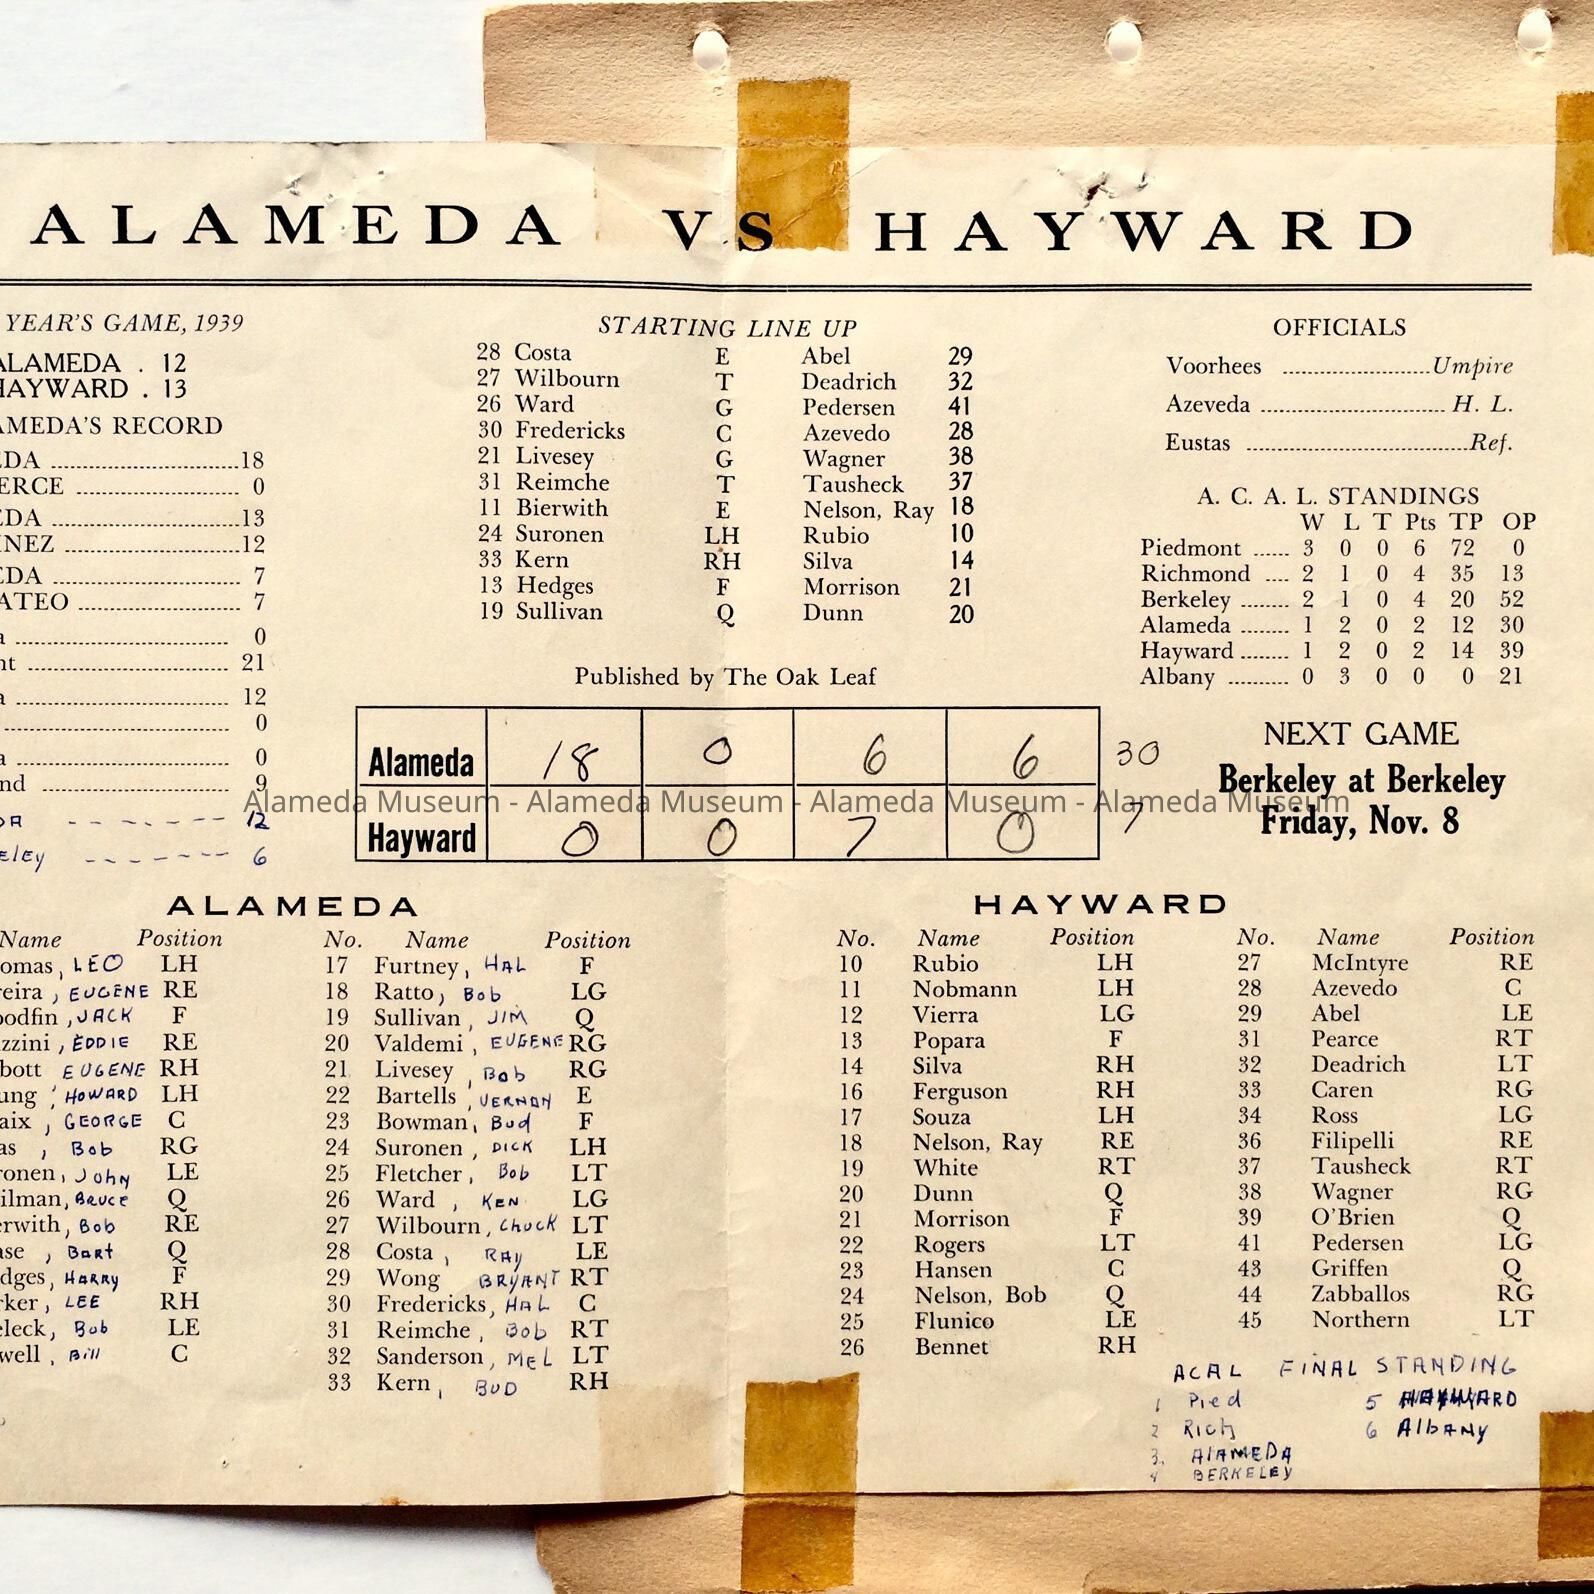 ALAMEDA VS HAYWARD
YEAR'S GAME, 1939
ALAMEDA . 12
HAYWARD . 13
AMEDA'S RECORD
EDA 18
ERCE 0
EDA 13
INEZ 12
EDA 7
ATEO 7
a 0
nt 21
a 12
0
a 0
nd 9
DA 12
eley 6
STARTING LINE UP
28 Costa E Abel 29
27 Wilbourn T Deadrich 32
26 Ward G Pedersen 41
30 Fredericks C Azevedo 28
21 Livesey G Wagner 38
31 Reimche T Tausheck 37
11 Bierwith E Nelson, Ray 18
24 Suronen LH Rubio 10
33 Kern RH Silva 14
13 Hedges F Morrison 21
19 Sullivan Q Dunn 20
Published by The Oak Leaf
OFFICIALS
Voorhees Umpire
Azeveda H. L.
Eustas Ref.
A. C. A. L. STANDINGS
W L T Pts TP OP
Piedmont 3 0 0 6 72 0
Richmond 2 1 0 4 35 13
Berkeley 2 1 0 4 20 52
Alameda 1 2 0 2 12 30
Hayward 1 2 0 2 14 39
Albany 0 3 0 0 0 21
Alameda 18 0 6 6 30
Hayward 0 0 7 0 7
NEXT GAME
Berkeley at Berkeley
Friday, Nov. 8
Alameda Museum - Alameda Museum - Alameda Museum - Alameda Museum
ALAMEDA
Name Position
omas, LEO LH
reira, EUGENE RE
oodfin, JACK F
zzini, EDDIE RE
bott EUGENE RH
ung, HOWARD LH
aix, GEORGE C
as, Bob RG
ronen, John LE
ilman, Bruce Q
erwith, Bob RE
ase, Bart Q
dges, HARRY F
rker, LEE RH
eleck, Bob LE
well, Bill C
No. Name Position
17 Furtney, HAL F
18 Ratto, Bob LG
19 Sullivan, JIM Q
20 Valdemi, EUGENE RG
21 Livesey, Bob RG
22 Bartells, VERNON E
23 Bowman, Bud F
24 Suronen, DICK LH
25 Fletcher, Bob LT
26 Ward, KEN LG
27 Wilbourn, Chuck LT
28 Costa, RAY LE
29 Wong BRYANT RT
30 Fredericks, HAL C
31 Reimche, Bob RT
32 Sanderson, MEL LT
33 Kern, BUD RH
HAYWARD
No. Name Position
10 Rubio LH
11 Nobmann LH
12 Vierra LG
13 Popara F
14 Silva RH
16 Ferguson RH
17 Souza LH
18 Nelson, Ray RE
19 White RT
20 Dunn Q
21 Morrison F
22 Rogers LT
23 Hansen C
24 Nelson, Bob Q
25 Flunico LE
26 Bennet RH
No. Name Position
27 McIntyre RE
28 Azevedo C
29 Abel LE
31 Pearce RT
32 Deadrich LT
33 Caren RG
34 Ross LG
36 Filipelli RE
37 Tausheck RT
38 Wagner RG
39 O'Brien Q
41 Pedersen LG
43 Griffen Q
44 Zabballos RG
45 Northern LT
ACAL FINAL STANDING
1 Pied
2 Rich
3. ALAMEDA
4 BERKELEY
5 HAYWARD
6 Albany